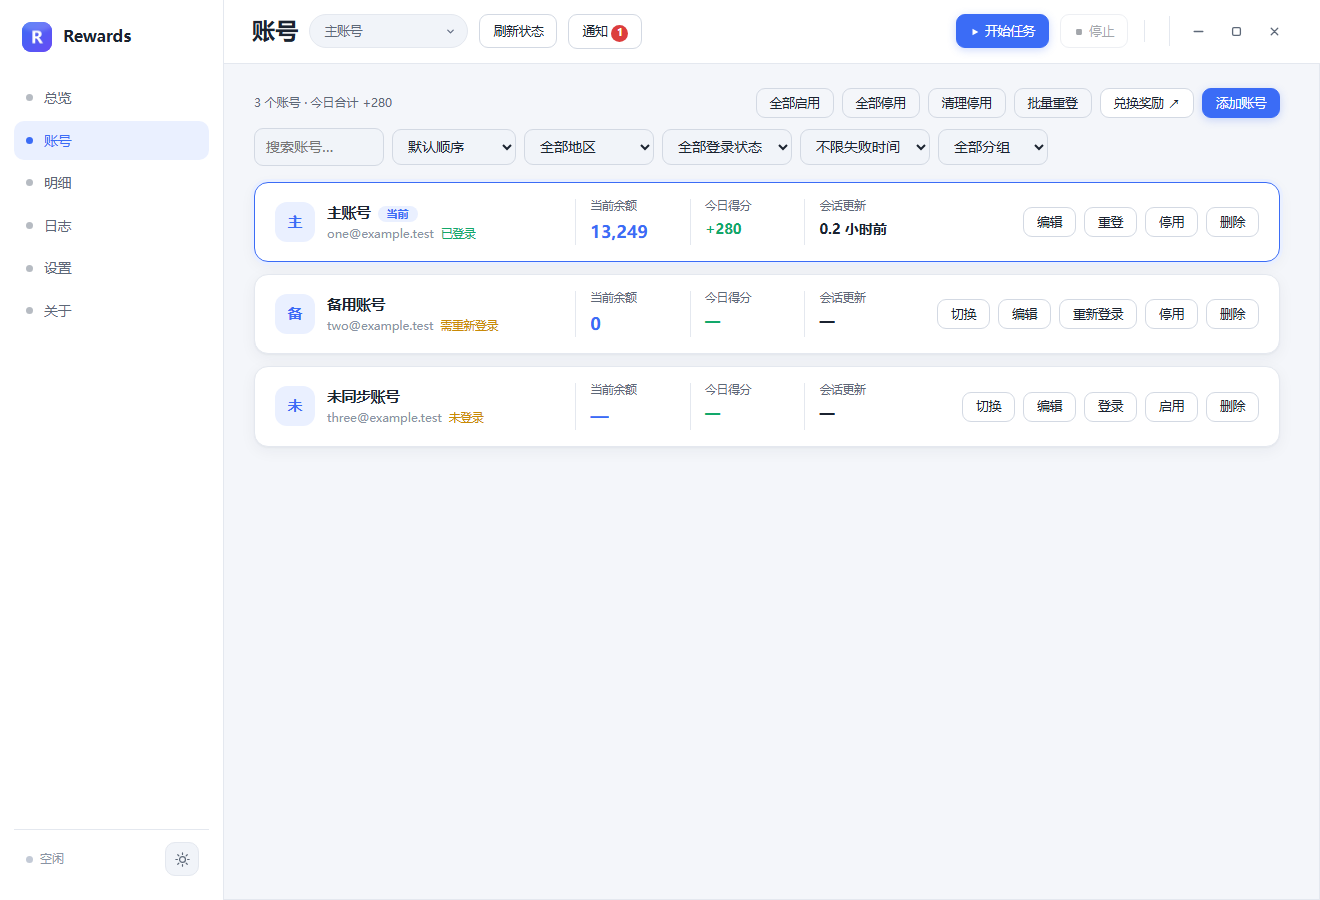 R Rewards
总览
账号
明细
日志
设置
关于
空闲
账号 主账号 刷新状态 通知 1 开始任务 停止
3 个账号 · 今日合计 +280 全部启用 全部停用 清理停用 批量重登 兑换奖励 ↗ 添加账号
搜索账号... 默认顺序 全部地区 全部登录状态 不限失败时间 全部分组
主 主账号 当前
one@example.test 已登录
当前余额
13,249
今日得分
+280
会话更新
0.2 小时前
编辑 重登 停用 删除
备 备用账号
two@example.test 需重新登录
当前余额
0
今日得分
—
会话更新
—
切换 编辑 重新登录 停用 删除
未 未同步账号
three@example.test 未登录
当前余额
—
今日得分
—
会话更新
—
切换 编辑 登录 启用 删除